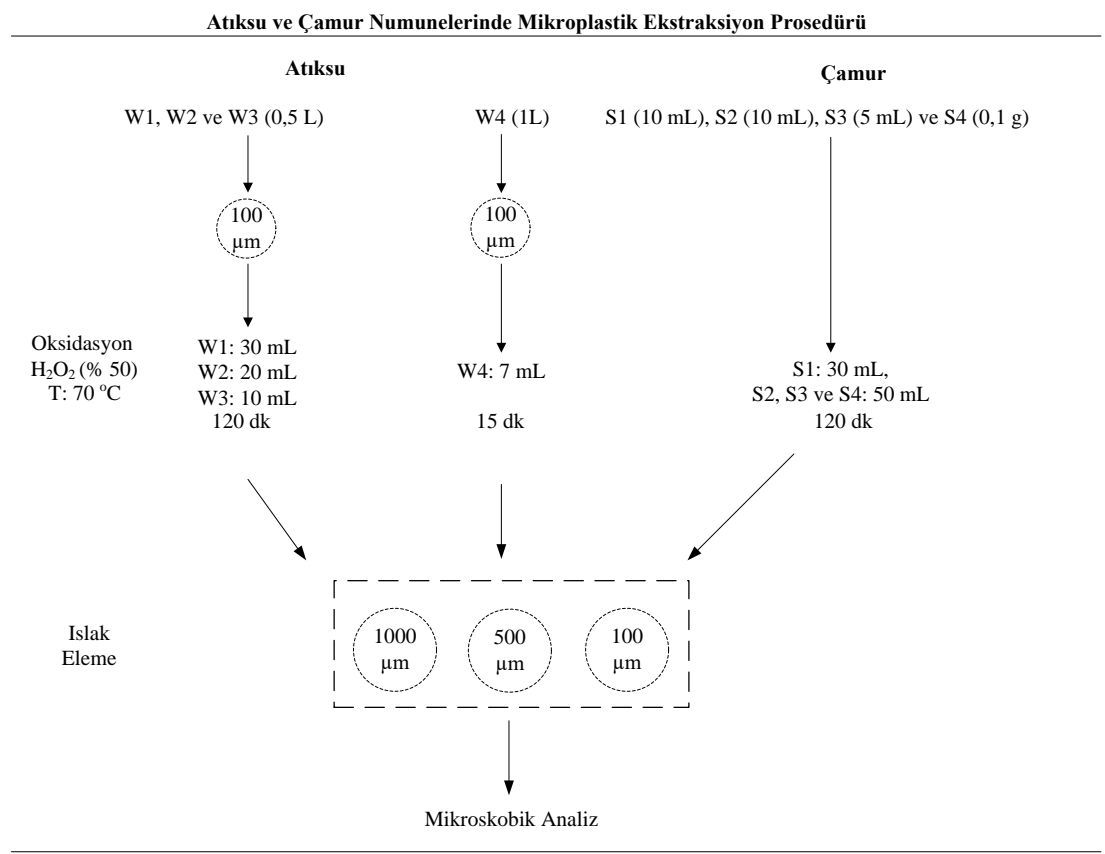 Atıksu ve Çamur Numunelerinde Mikroplastik Ekstraksiyon Prosedürü
Atıksu
Çamur
W1, W2 ve W3 (0,5 L)
W4 (1L)
S1 (10 mL), S2 (10 mL), S3 (5 mL) ve S4 (0,1 g)
100
µm
100
µm
Oksidasyon
H₂O₂ (% 50)
T: 70 °C
W1: 30 mL
W2: 20 mL
W3: 10 mL
120 dk
W4: 7 mL
15 dk
S1: 30 mL,
S2, S3 ve S4: 50 mL
120 dk
Islak
Eleme
1000
µm
500
µm
100
µm
Mikroskobik Analiz